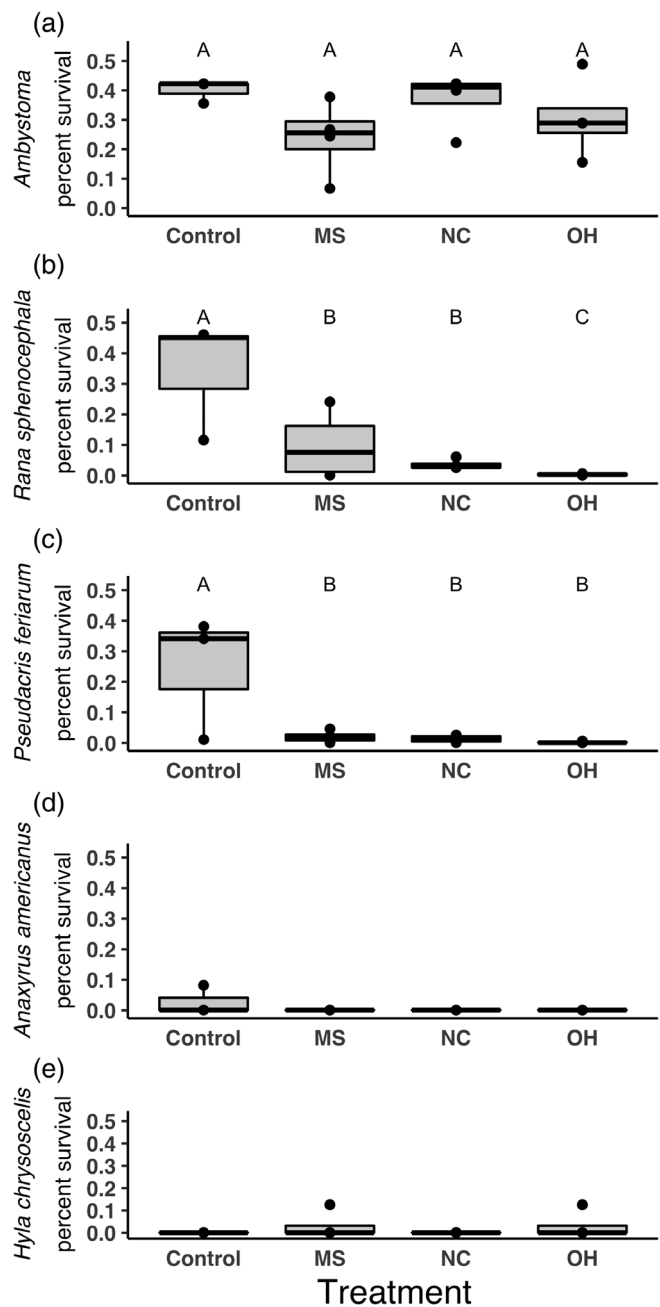 (a)
Ambystoma
percent survival
0.5
0.4
0.3
0.2
0.1
0.0
A A A A
Control MS NC OH
(b)
Rana sphenocephala
percent survival
0.5
0.4
0.3
0.2
0.1
0.0
A B B C
Control MS NC OH
(c)
Pseudacris feriarum
percent survival
0.5
0.4
0.3
0.2
0.1
0.0
A B B B
Control MS NC OH
(d)
Anaxyrus americanus
percent survival
0.5
0.4
0.3
0.2
0.1
0.0
Control MS NC OH
(e)
Hyla chrysoscelis
percent survival
0.5
0.4
0.3
0.2
0.1
0.0
Control MS NC OH
Treatment